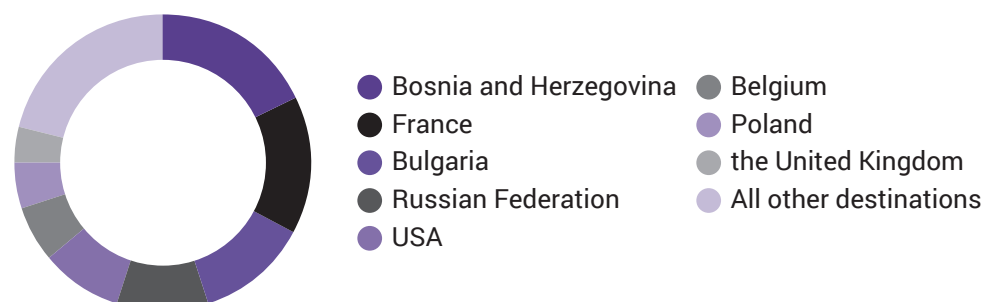 Bosnia and Herzegovina
France
Bulgaria
Russian Federation
USA
Belgium
Poland
the United Kingdom
All other destinations